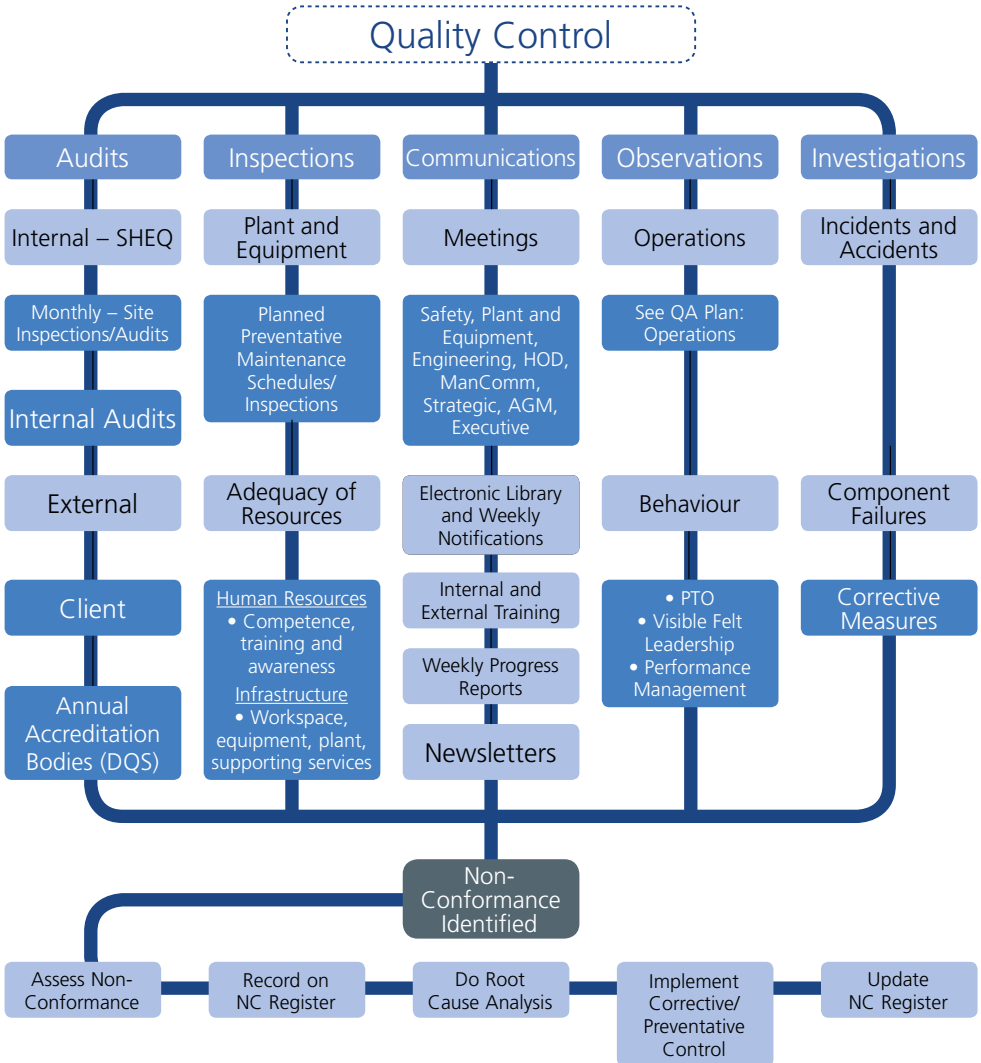 Quality Control
Audits
Internal – SHEQ
Monthly – Site
Inspections/Audits
Internal Audits
External
Client
Annual
Accreditation
Bodies (DQS)
Inspections
Plant and
Equipment
Planned
Preventative
Maintenance
Schedules/
Inspections
Adequacy of
Resources
Human Resources
• Competence,
training and
awareness
Infrastructure
• Workspace,
equipment, plant,
supporting services
Communications
Meetings
Safety, Plant and
Equipment,
Engineering, HOD,
ManComm,
Strategic, AGM,
Executive
Electronic Library
and Weekly
Notifications
Internal and
External Training
Weekly Progress
Reports
Newsletters
Observations
Operations
See QA Plan:
Operations
Behaviour
• PTO
• Visible Felt
Leadership
• Performance
Management
Investigations
Incidents and
Accidents
Component
Failures
Corrective
Measures
Non-
Conformance
Identified
Assess Non-
Conformance
Record on
NC Register
Do Root
Cause Analysis
Implement
Corrective/
Preventative
Control
Update
NC Register